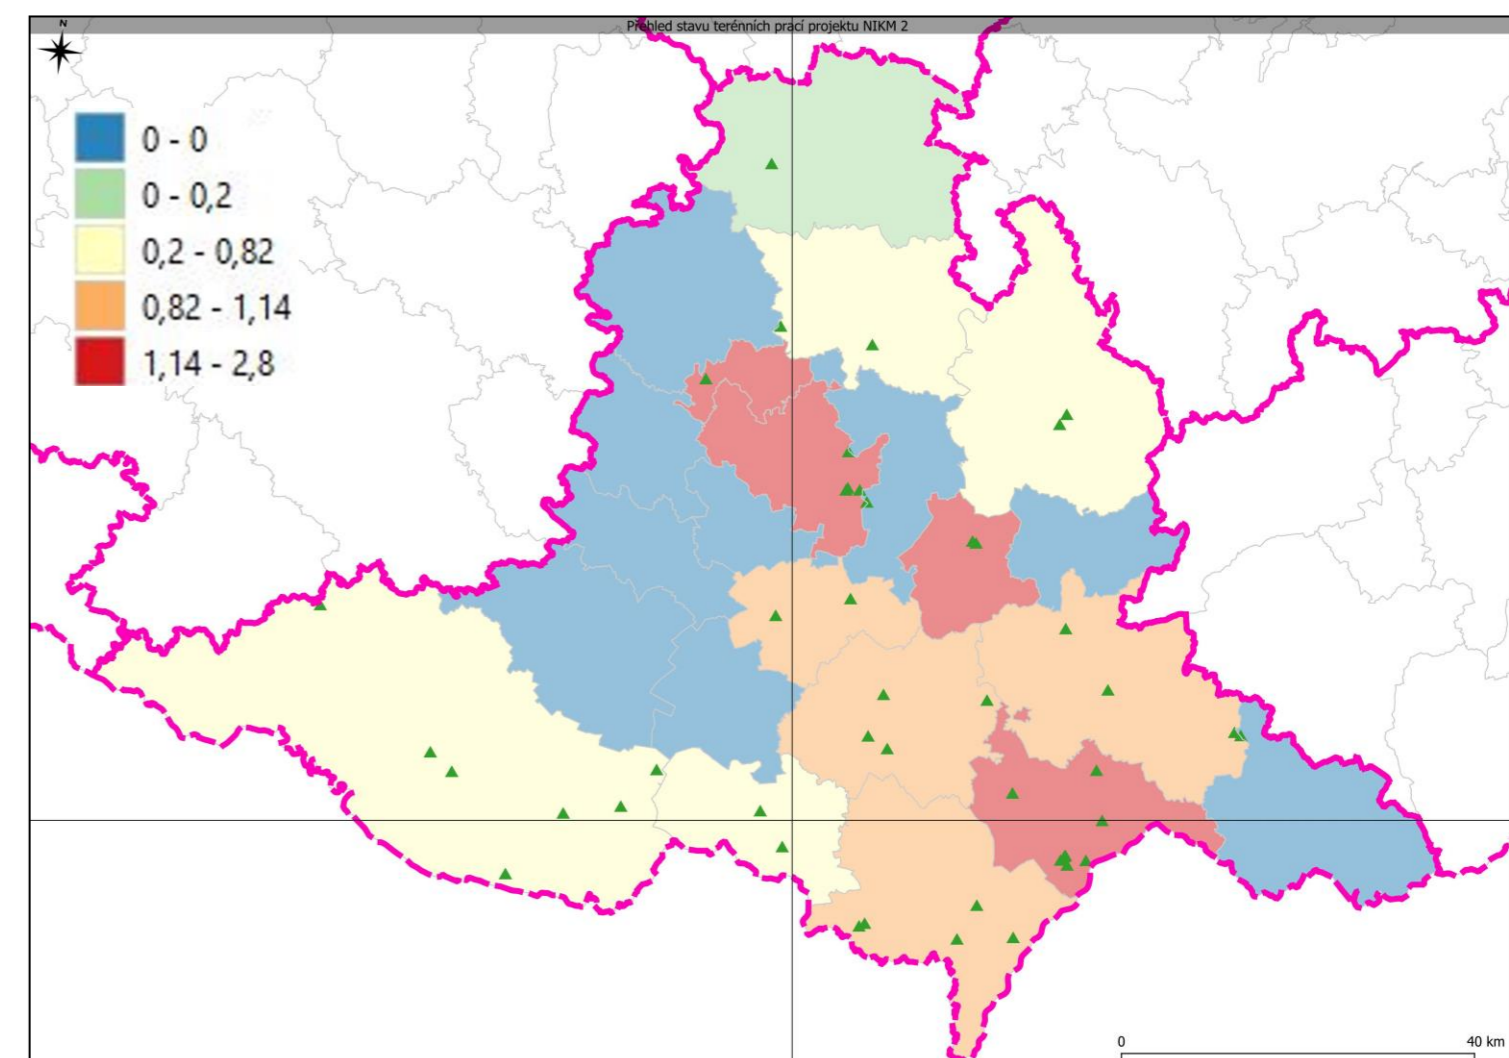 Přehled stavu terénních prací projektu NIKM 2
N
0 - 0
0 - 0,2
0,2 - 0,82
0,82 - 1,14
1,14 - 2,8
0 40 km